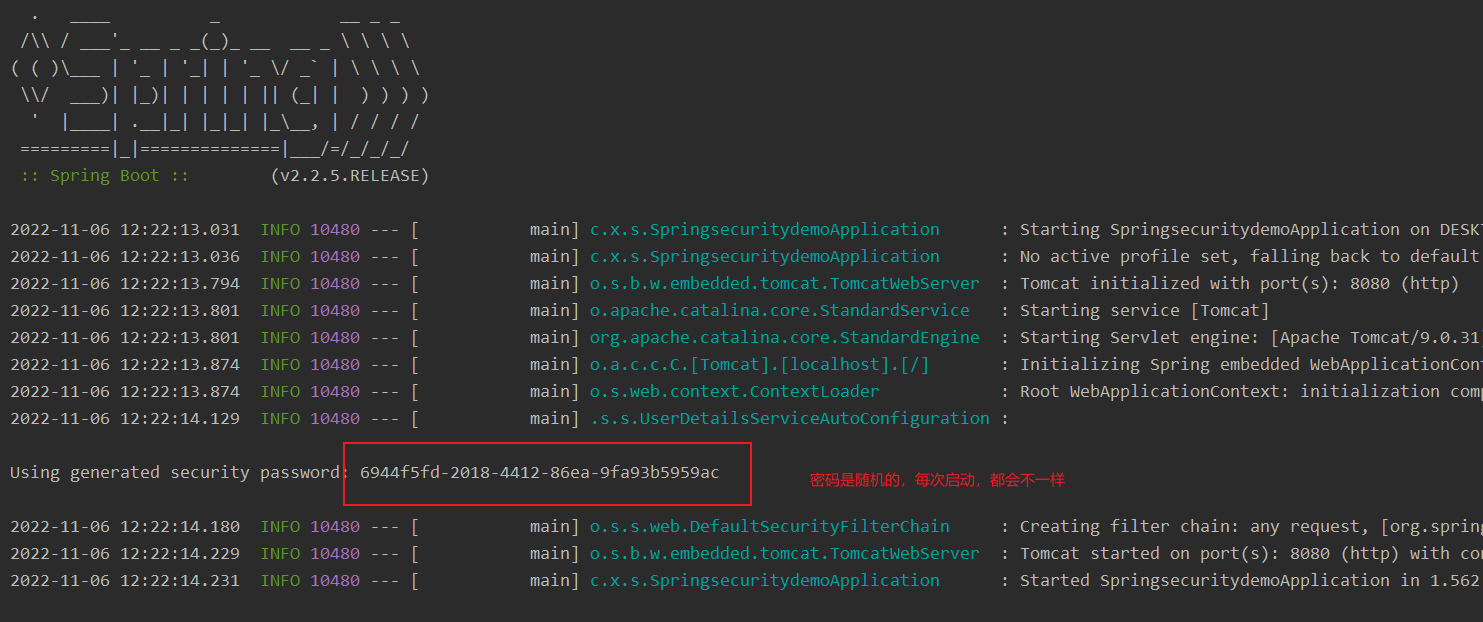 .   ____          _            __ _ _
 /\\ / ___'_ __ _ _(_)_ __  __ _ \ \ \ \
( ( )\___ | '_ | '_| | '_ \/ _` | \ \ \ \
 \\/  ___)| |_)| | | | | || (_| |  ) ) ) )
  '  |____| .__|_| |_|_| |_\__, | / / / /
 =========|_|==============|___/=/_/_/_/
 :: Spring Boot ::        (v2.2.5.RELEASE)
2022-11-06 12:22:13.031  INFO 10480 --- [           main] c.x.s.SpringsecuritydemoApplication      : Starting SpringsecuritydemoApplication on DESKT
2022-11-06 12:22:13.036  INFO 10480 --- [           main] c.x.s.SpringsecuritydemoApplication      : No active profile set, falling back to default
2022-11-06 12:22:13.794  INFO 10480 --- [           main] o.s.b.w.embedded.tomcat.TomcatWebServer  : Tomcat initialized with port(s): 8080 (http)
2022-11-06 12:22:13.801  INFO 10480 --- [           main] o.apache.catalina.core.StandardService   : Starting service [Tomcat]
2022-11-06 12:22:13.801  INFO 10480 --- [           main] org.apache.catalina.core.StandardEngine  : Starting Servlet engine: [Apache Tomcat/9.0.31
2022-11-06 12:22:13.874  INFO 10480 --- [           main] o.a.c.c.C.[Tomcat].[localhost].[/]       : Initializing Spring embedded WebApplicationCont
2022-11-06 12:22:13.874  INFO 10480 --- [           main] o.s.web.context.ContextLoader            : Root WebApplicationContext: initialization comp
2022-11-06 12:22:14.129  INFO 10480 --- [           main] .s.s.UserDetailsServiceAutoConfiguration :
Using generated security password: 6944f5fd-2018-4412-86ea-9fa93b5959ac
密码是随机的，每次启动，都会不一样
2022-11-06 12:22:14.180  INFO 10480 --- [           main] o.s.s.web.DefaultSecurityFilterChain     : Creating filter chain: any request, [org.spring
2022-11-06 12:22:14.229  INFO 10480 --- [           main] o.s.b.w.embedded.tomcat.TomcatWebServer  : Tomcat started on port(s): 8080 (http) with co
2022-11-06 12:22:14.231  INFO 10480 --- [           main] c.x.s.SpringsecuritydemoApplication      : Started SpringsecuritydemoApplication in 1.562